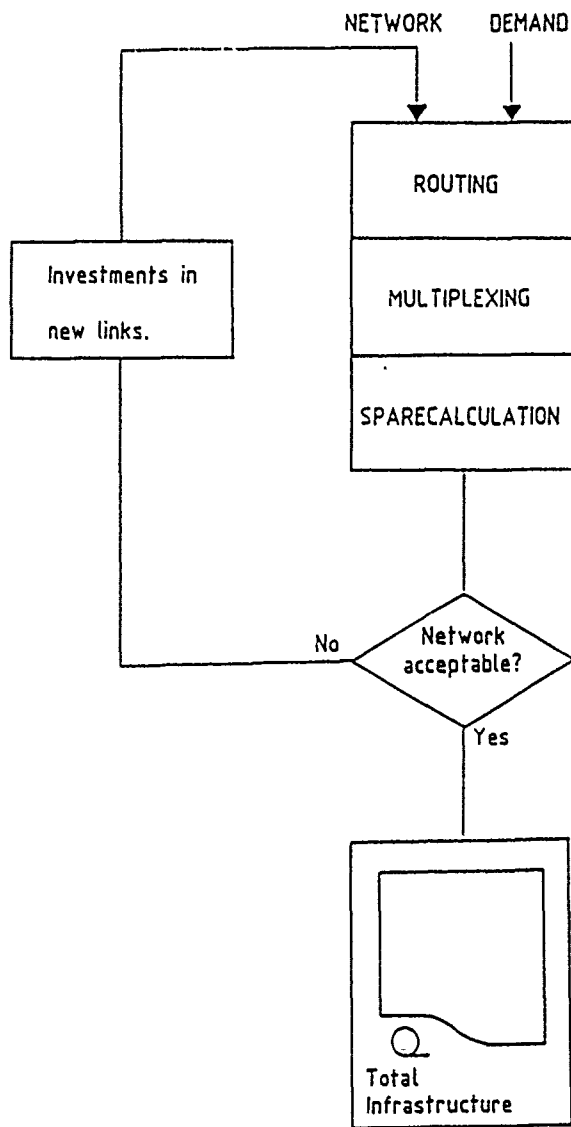 NETWORK DEMAND
ROUTING
Investments in
new links.
MULTIPLEXING
SPARECALCULATION
No
Network
acceptable?
Yes
Total
Infrastructure